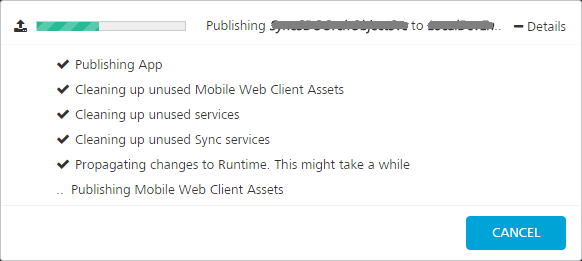 Publishing to .. Details
Publishing App
Cleaning up unused Mobile Web Client Assets
Cleaning up unused services
Cleaning up unused Sync services
Propagating changes to Runtime. This might take a while
.. Publishing Mobile Web Client Assets
CANCEL